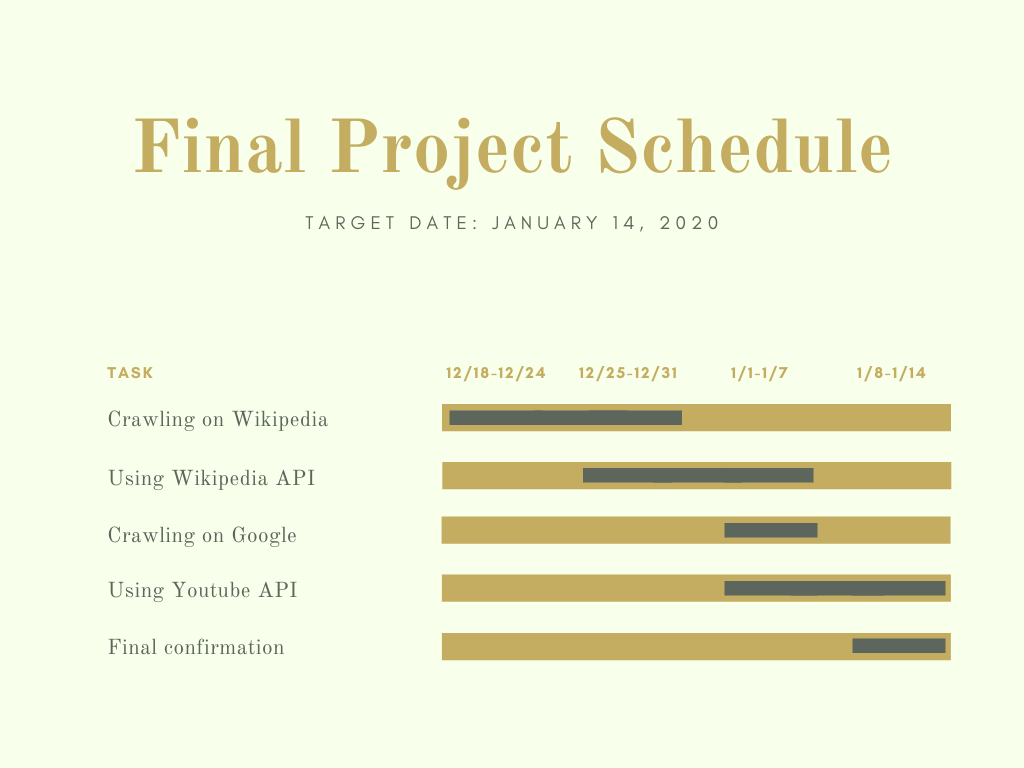 Final Project Schedule
TARGET DATE: JANUARY 14, 2020
TASK 12/18-12/24 12/25-12/31 1/1-1/7 1/8-1/14
Crawling on Wikipedia
Using Wikipedia API
Crawling on Google
Using Youtube API
Final confirmation